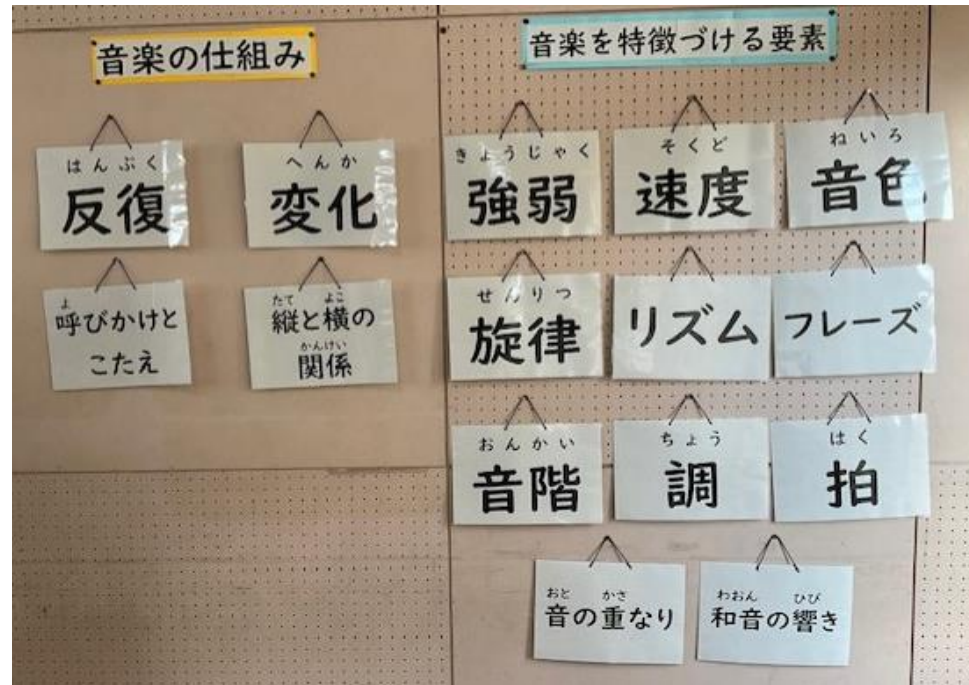 音楽の仕組み
はんぷく
反復
へんか
変化
よ
呼びかけと
こたえ
たて よこ
縦と横の
かんけい
関係
音楽を特徴づける要素
きょうじゃく
強弱
そくど
速度
ねいろ
音色
せんりつ
旋律
リズム
フレーズ
おんかい
音階
ちょう
調
はく
拍
おと かさ
音の重なり
わおん ひび
和音の響き